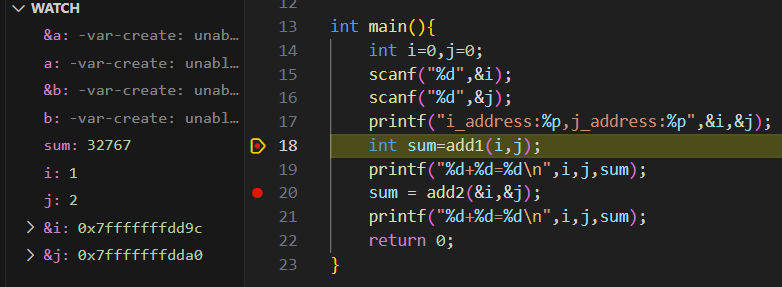 WATCH
&a: -var-create: unab…
a: -var-create: unabl…
&b: -var-create: unab…
b: -var-create: unabl…
sum: 32767
i: 1
j: 2
&i: 0x7fffffffdd9c
&j: 0x7fffffffdda0
12
13 int main(){
14 int i=0,j=0;
15 scanf("%d",&i);
16 scanf("%d",&j);
17 printf("i_address:%p,j_address:%p",&i,&j);
18 int sum=add1(i,j);
19 printf("%d+%d=%d\n",i,j,sum);
20 sum = add2(&i,&j);
21 printf("%d+%d=%d\n",i,j,sum);
22 return 0;
23 }